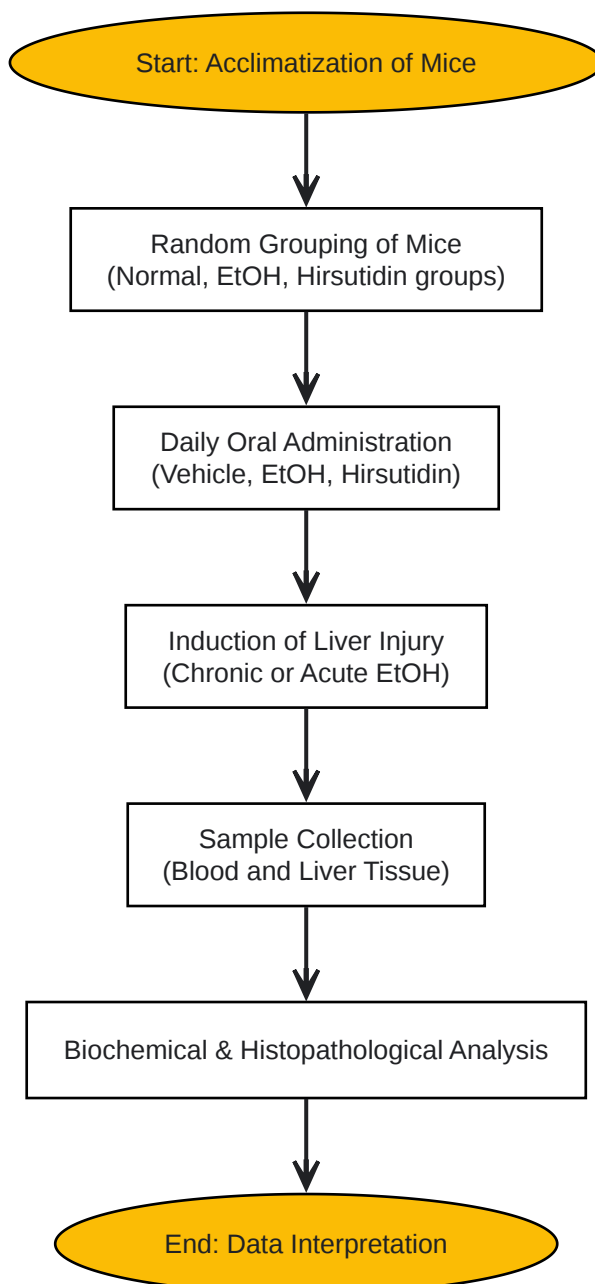 Start: Acclimatization of Mice
Random Grouping of Mice
(Normal, EtOH, Hirsutidin groups)
Daily Oral Administration
(Vehicle, EtOH, Hirsutidin)
Induction of Liver Injury
(Chronic or Acute EtOH)
Sample Collection
(Blood and Liver Tissue)
Biochemical & Histopathological Analysis
End: Data Interpretation